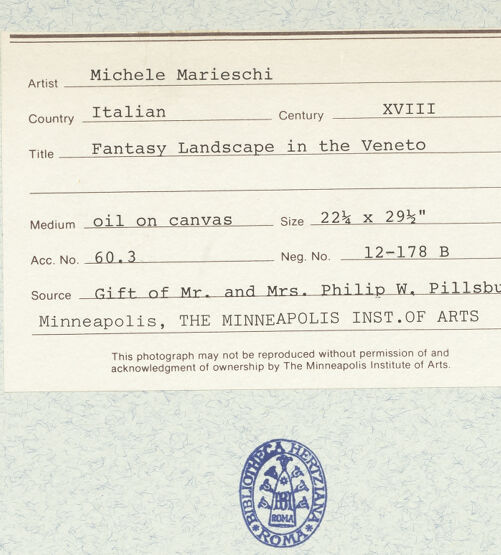 Artist Michele Marieschi
Country Italian Century XVIII
Title Fantasy Landscape in the Veneto
Medium oil on canvas Size 22¼ x 29½"
Acc. No. 60.3 Neg. No. 12-178 B
Source Gift of Mr. and Mrs. Philip W. Pillsbu
Minneapolis, THE MINNEAPOLIS INST.OF ARTS
This photograph may not be reproduced without permission of and
acknowledgment of ownership by The Minneapolis Institute of Arts.
BIBLIOTHECA HERTZIANA
BH
ROMA
ROMA